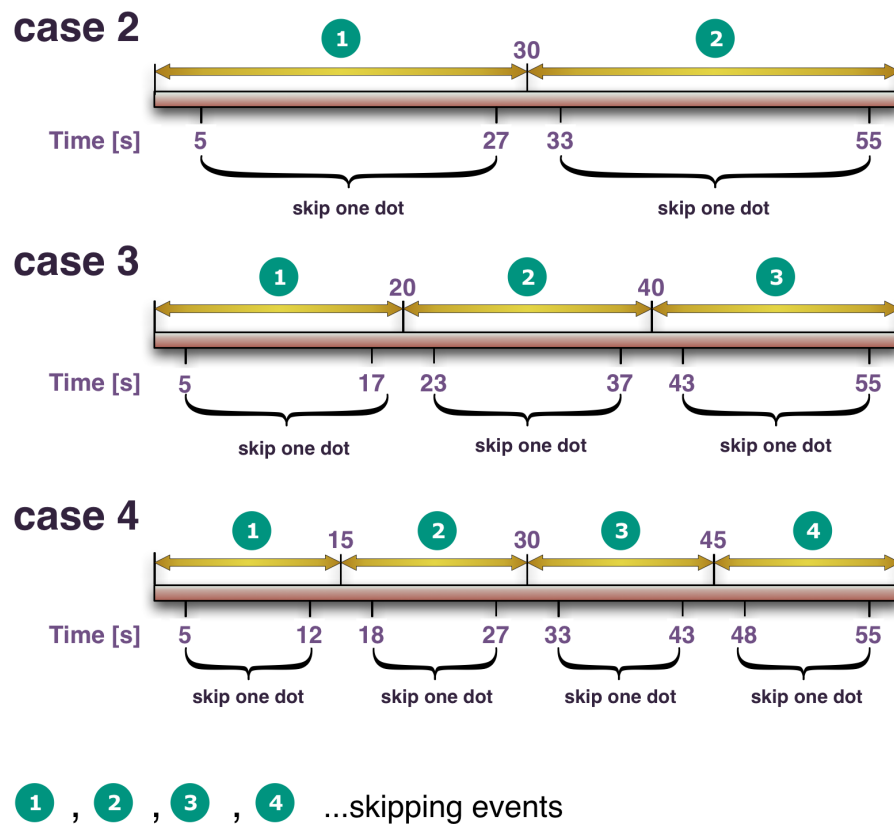 case 2
1 30 2
Time [s] 5 27 33 55
skip one dot skip one dot
case 3
1 20 2 40 3
Time [s] 5 17 23 37 43 55
skip one dot skip one dot skip one dot
case 4
1 15 2 30 3 45 4
Time [s] 5 12 18 27 33 43 48 55
skip one dot skip one dot skip one dot skip one dot
1 , 2 , 3 , 4 ...skipping events